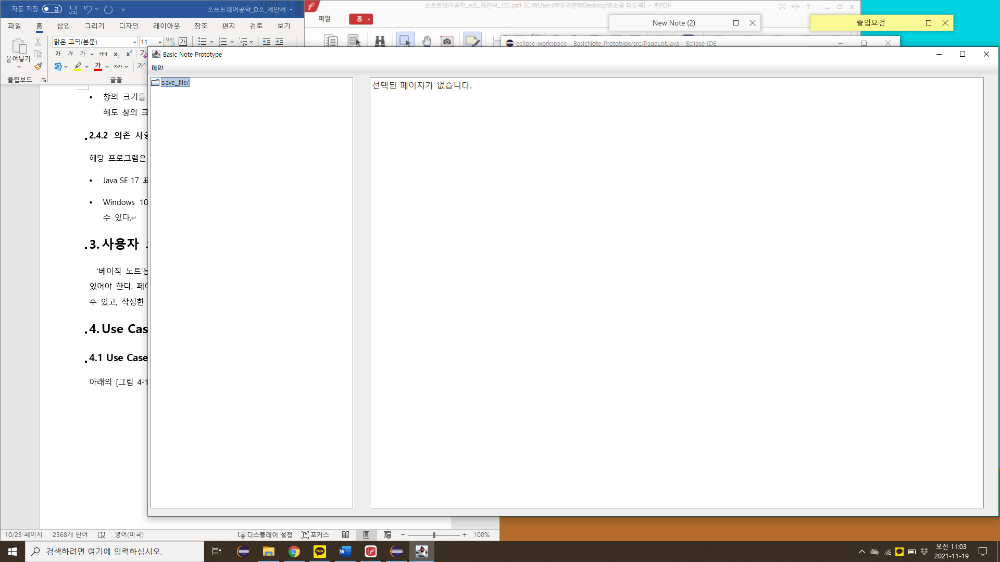 자동 저장 끔
소프트웨어공학_D조_제안서
파일 홈 삽입 그리기 디자인 레이아웃 참조 편지 검토 보기
붙여넣기
클립보드
맑은 고딕(본문) 11
글꼴
소프트웨어공학_e조_제안서_(5).pdf [C:₩Users₩우지연₩Desktop₩소공 피드백] - 흔PDF
파일 홈
New Note (2)
졸업요건
eclipse-workspace - BasicNote_Prototype/src/PageList.java - Eclipse IDE
Basic Note Prototype
메인
save_file/
선택된 페이지가 없습니다.
• 창의 크기를
해도 창의 크
2.4.2 의존 사항
해당 프로그램은
• Java SE 17
• Windows 10
수 있다.
3. 사용자
‘베이직 노트’는
있어야 한다. 페이
수 있고, 작성한
4. Use Cas
4.1 Use Case
아래의 [그림 4-1
10/23 페이지 2568개 단어 영어(미국) 디스플레이 설정 포커스 100%
검색하려면 여기에 입력하십시오.
TALK
오전 11:03
2021-11-19